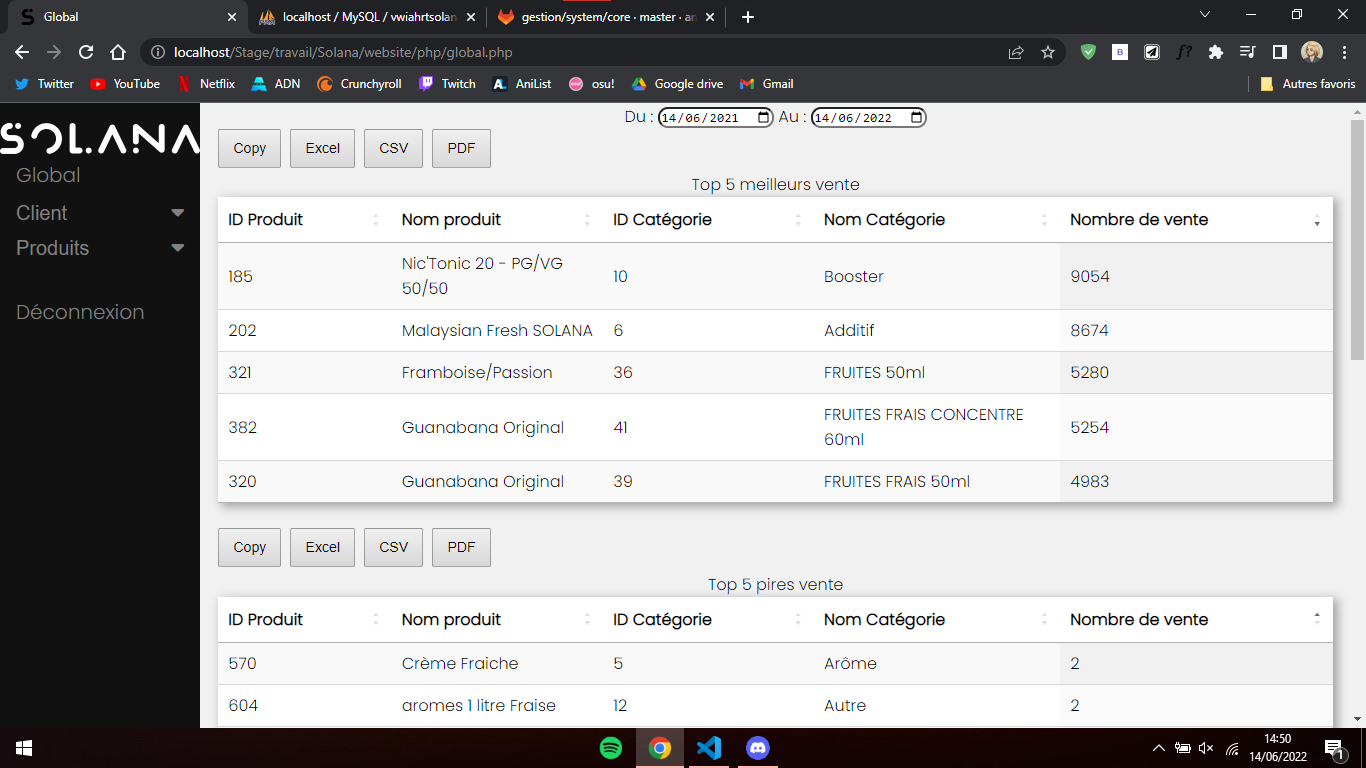 Global
localhost / MySQL / vwiahrtsolan
gestion/system/core · master · an
localhost/Stage/travail/Solana/website/php/global.php
B
f?
Twitter
YouTube
Netflix
ADN
Crunchyroll
Twitch
AniList
osu!
Google drive
Gmail
Autres favoris
SOLANA
Global
Client
Produits
Déconnexion
Du : 14/06/2021 Au : 14/06/2022
Copy Excel CSV PDF
Top 5 meilleurs vente
ID Produit Nom produit ID Catégorie Nom Catégorie Nombre de vente
185 Nic'Tonic 20 - PG/VG 50/50 10 Booster 9054
202 Malaysian Fresh SOLANA 6 Additif 8674
321 Framboise/Passion 36 FRUITES 50ml 5280
382 Guanabana Original 41 FRUITES FRAIS CONCENTRE 60ml 5254
320 Guanabana Original 39 FRUITES FRAIS 50ml 4983
Copy Excel CSV PDF
Top 5 pires vente
ID Produit Nom produit ID Catégorie Nom Catégorie Nombre de vente
570 Crème Fraiche 5 Arôme 2
604 aromes 1 litre Fraise 12 Autre 2
14:50
14/06/2022
1